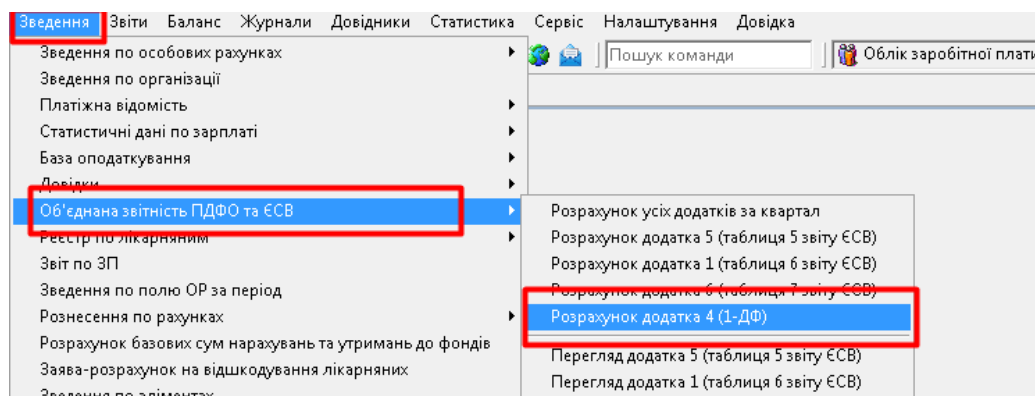 Зведення Звіти Баланс Журнали Довідники Статистика Сервіс Налаштування Довідка
Зведення по особових рахунках
Пошук команди
Облік заробітної плати
Зведення по організації
Платіжна відомість
Статистичні дані по зарплаті
База оподаткування
Довідки
Об'єднана звітність ПДФО та ЄСВ
Реєстр по лікарняним
Звіт по ЗП
Зведення по полю ОР за період
Рознесення по рахунках
Розрахунок базових сум нарахувань та утримань до фондів
Заява-розрахунок на відшкодування лікарняних
Зведення по аліментах
Розрахунок усіх додатків за квартал
Розрахунок додатка 5 (таблиця 5 звіту ЄСВ)
Розрахунок додатка 1 (таблиця 6 звіту ЄСВ)
Розрахунок додатка 6 (таблиця 7 звіту ЄСВ)
Розрахунок додатка 4 (1-ДФ)
Перегляд додатка 5 (таблиця 5 звіту ЄСВ)
Перегляд додатка 1 (таблиця 6 звіту ЄСВ)